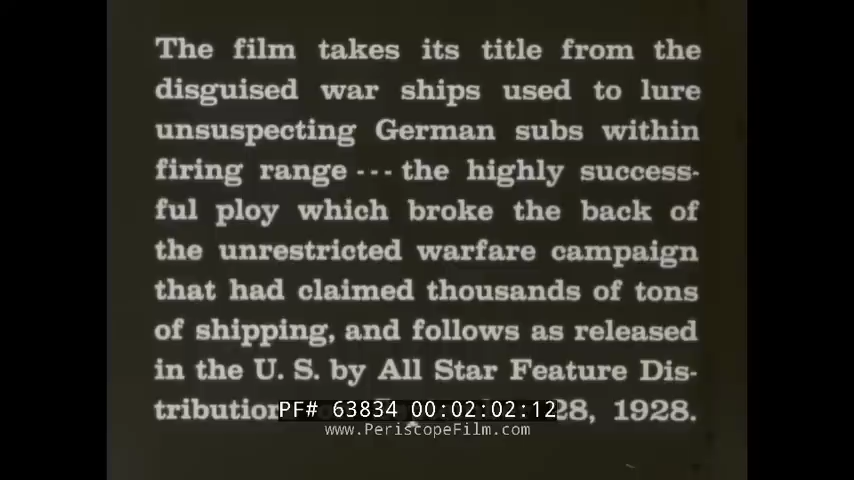 The film takes its title from the
disguised war ships used to lure
unsuspecting German subs within
firing range --- the highly success-
ful ploy which broke the back of
the unrestricted warfare campaign
that had claimed thousands of tons
of shipping, and follows as released
in the U. S. by All Star Feature Dis-
tribution 28, 1928.
PF# 63834 00:02:02:12
www.PeriscopeFilm.com